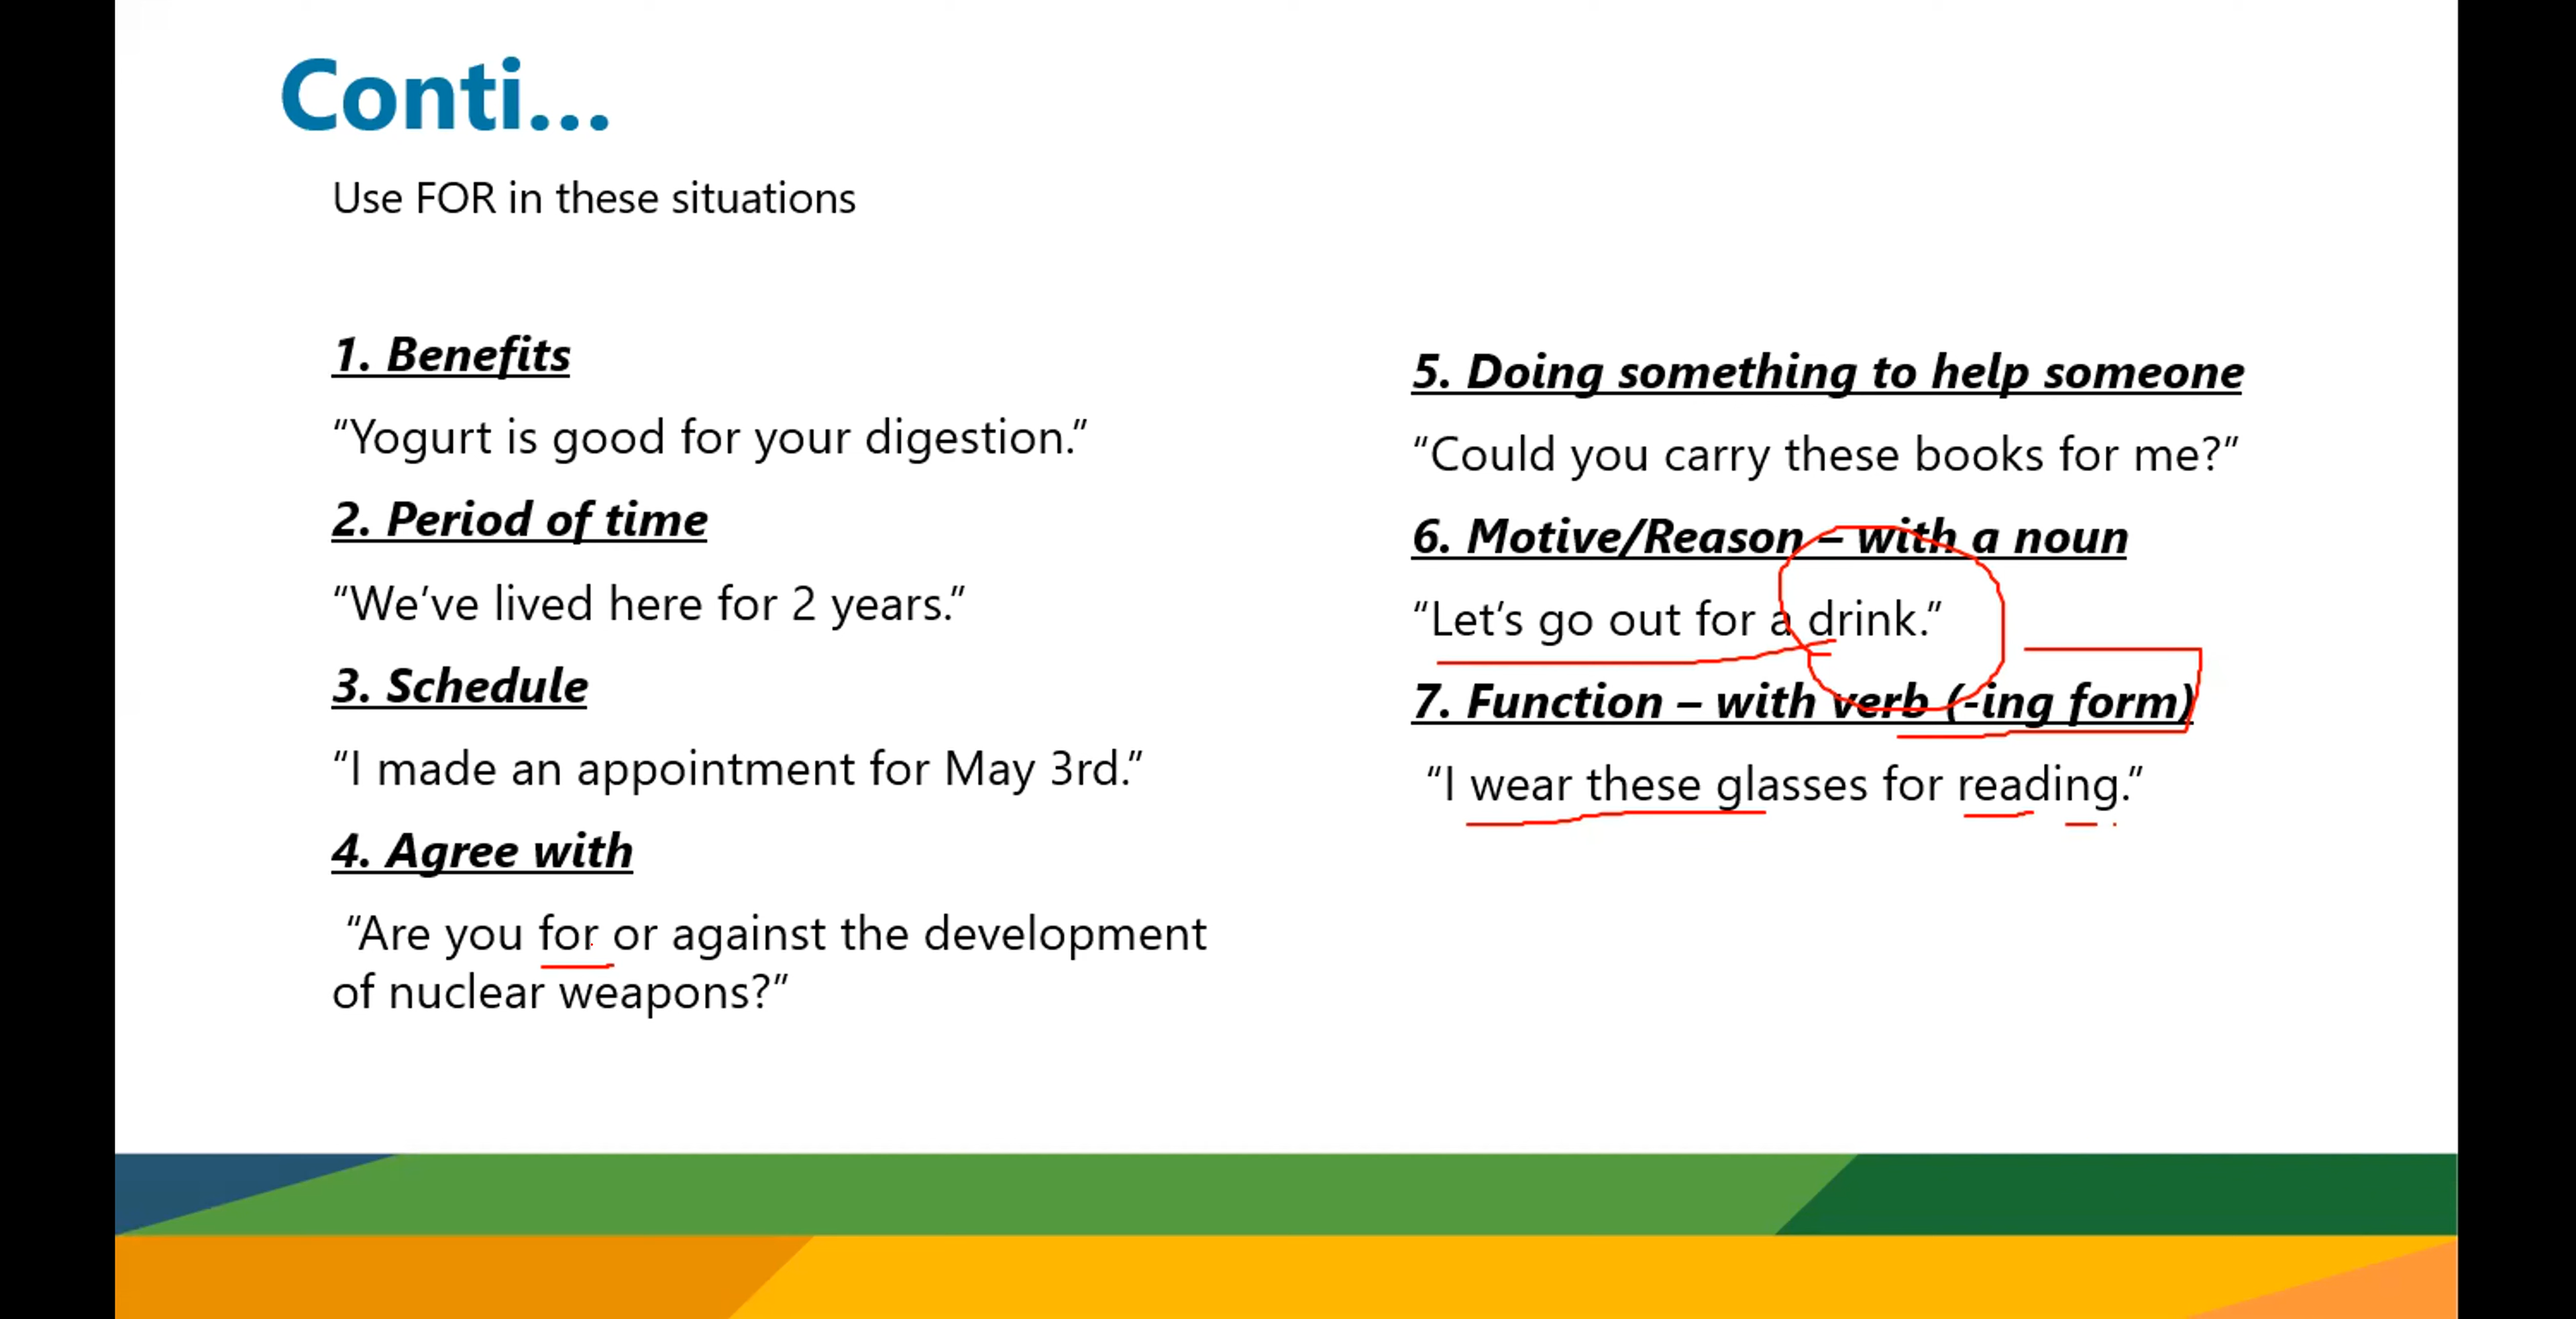 Conti...
Use FOR in these situations
1. Benefits
“Yogurt is good for your digestion.”
2. Period of time
“We’ve lived here for 2 years.”
3. Schedule
“I made an appointment for May 3rd.”
4. Agree with
“Are you for or against the development
of nuclear weapons?”
5. Doing something to help someone
“Could you carry these books for me?”
6. Motive/Reason – with a noun
“Let’s go out for a drink.”
7. Function – with verb (-ing form)
“I wear these glasses for reading.”